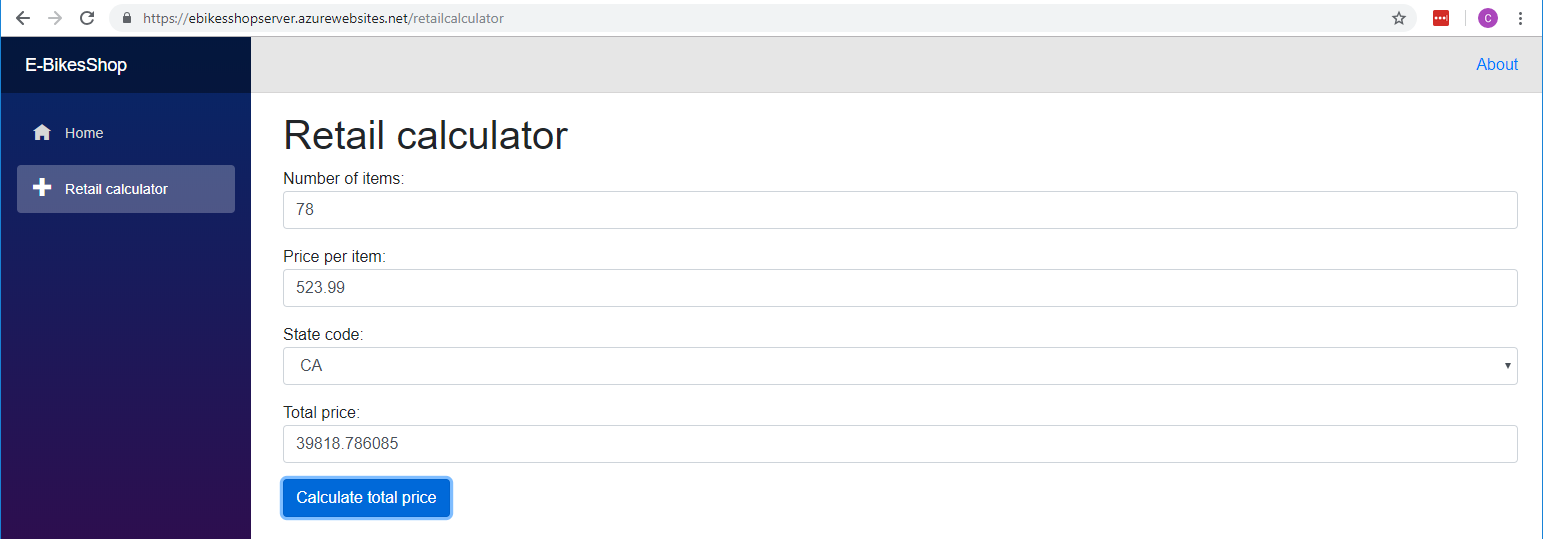 https://ebikesshopserver.azurewebsites.net/retailcalculator
C
E-BikesShop
About
Home
Retail calculator
Retail calculator
Number of items:
78
Price per item:
523.99
State code:
CA
Total price:
39818.786085
Calculate total price